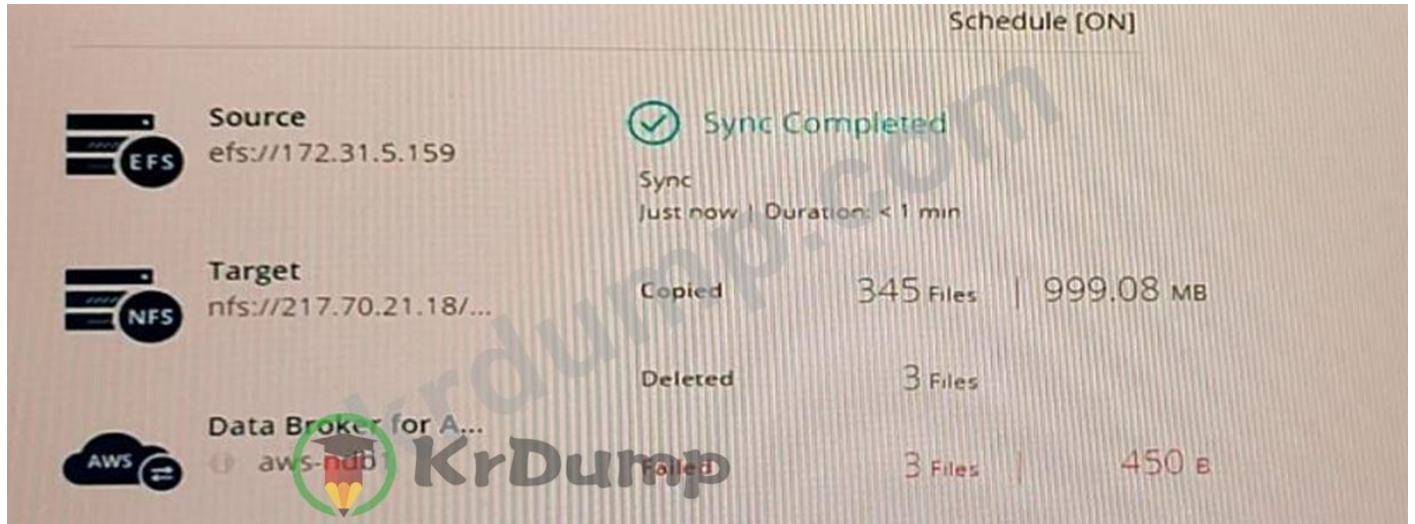 Schedule [ON]
Source
efs://172.31.5.159
EFS
Sync Completed
Sync
Just now | Duration: < 1 min
Target
nfs://217.70.21.18/...
NFS
Copied 345 Files | 999.08 MB
Deleted 3 Files
Data Broker for A...
aws-ndb1
AWS
Failed 3 Files | 450 B
krdump.com
KrDump